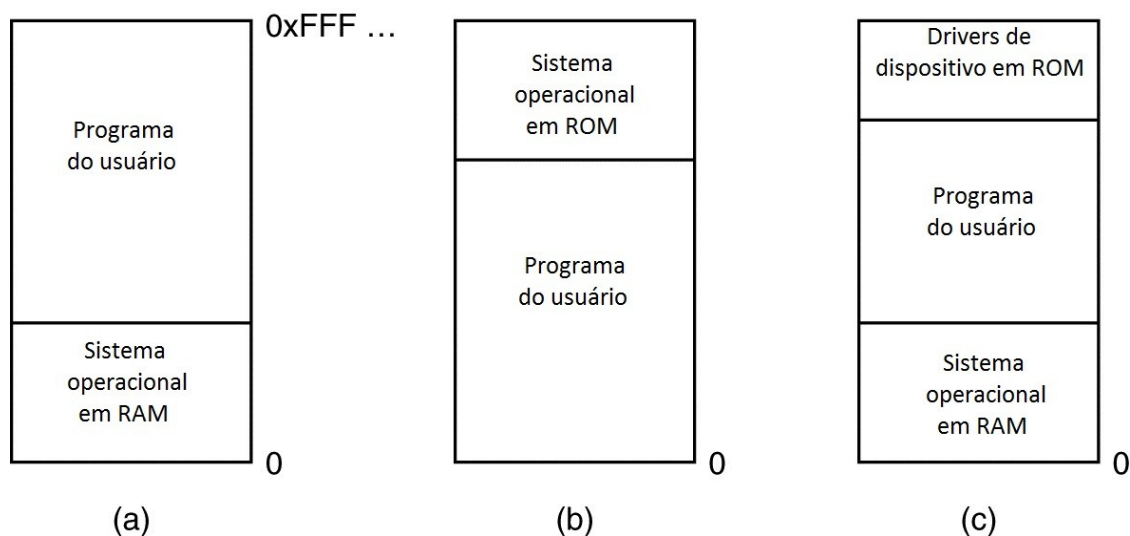 0xFFF ...
Programa
do usuário
Sistema
operacional
em RAM
0
(a)
Sistema
operacional
em ROM
Programa
do usuário
0
(b)
Drivers de
dispositivo em ROM
Programa
do usuário
Sistema
operacional
em RAM
0
(c)